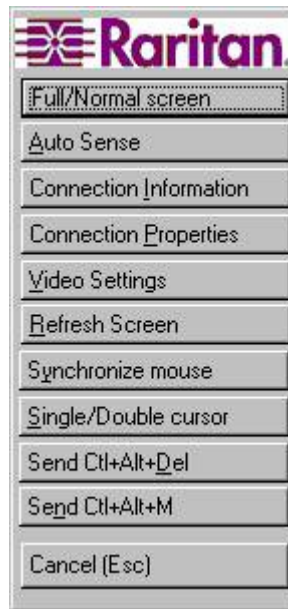 Raritan.
Full/Normal screen
Auto Sense
Connection Information
Connection Properties
Video Settings
Refresh Screen
Synchronize mouse
Single/Double cursor
Send Ctl+Alt+Del
Send Ctl+Alt+M
Cancel (Esc)